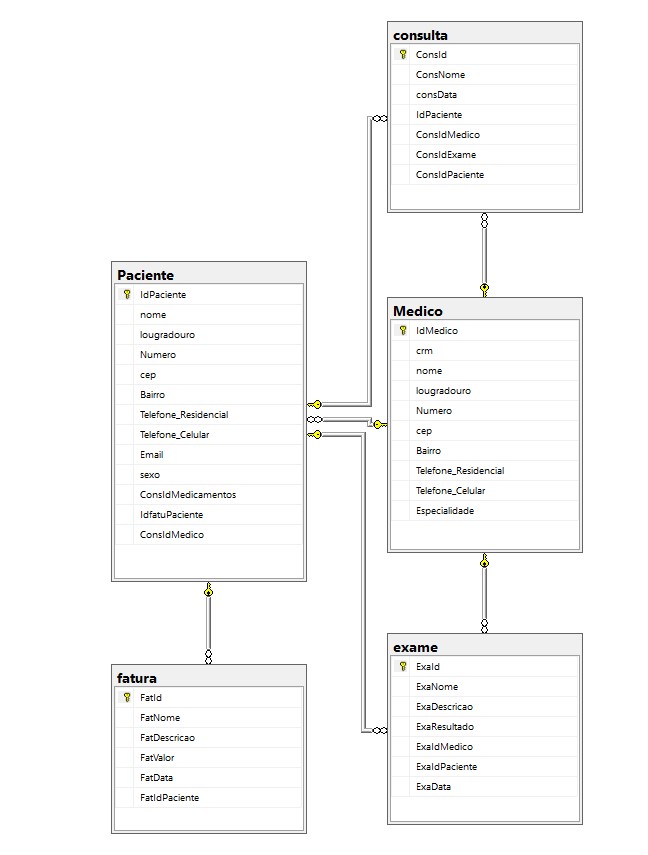 consulta
ConsId
ConsNome
consData
IdPaciente
ConsIdMedico
ConsIdExame
ConsIdPaciente
Paciente
IdPaciente
nome
lougradouro
Numero
cep
Bairro
Telefone_Residencial
Telefone_Celular
Email
sexo
ConsIdMedicamentos
IdfatuPaciente
ConsIdMedico
Medico
IdMedico
crm
nome
lougradouro
Numero
cep
Bairro
Telefone_Residencial
Telefone_Celular
Especialidade
fatura
FatId
FatNome
FatDescricao
FatValor
FatData
FatIdPaciente
exame
ExaId
ExaNome
ExaDescricao
ExaResultado
ExaIdMedico
ExaIdPaciente
ExaData